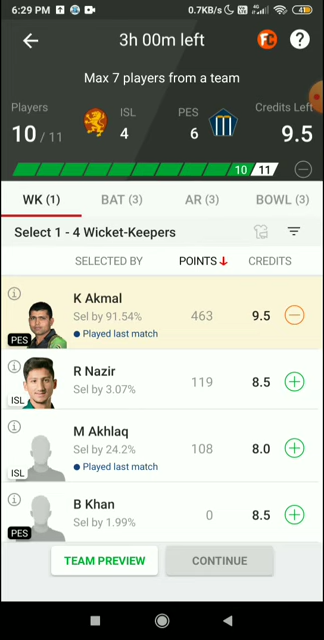 6:29 PM 0.7KB/s 4G 41
3h 00m left FC ?
Max 7 players from a team
Players ISL PES Credits Left
10 / 11 4 6 9.5
10 11
WK (1) BAT (3) AR (3) BOWL (3)
Select 1 - 4 Wicket-Keepers
SELECTED BY POINTS CREDITS
K Akmal
Sel by 91.54% 463 9.5
Played last match
PES
R Nazir
Sel by 3.07% 119 8.5
ISL
M Akhlaq
Sel by 24.2% 108 8.0
Played last match
ISL
B Khan
Sel by 1.99% 0 8.5
PES
TEAM PREVIEW CONTINUE